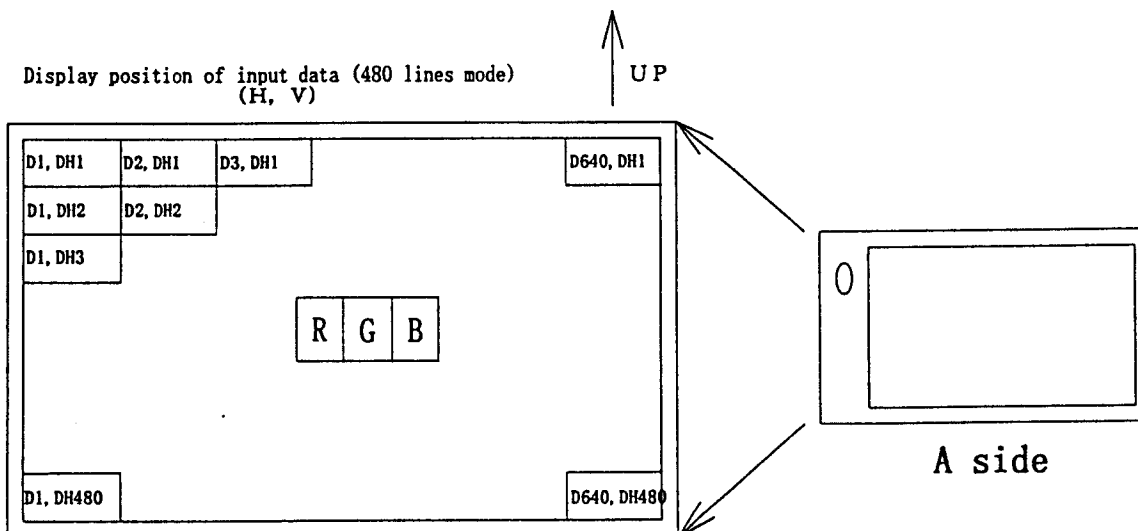 UP
Display position of input data (480 lines mode)
(H, V)
D1, DH1 D2, DH1 D3, DH1 D640, DH1
D1, DH2 D2, DH2
D1, DH3
R G B
A side
D1, DH480 D640, DH480